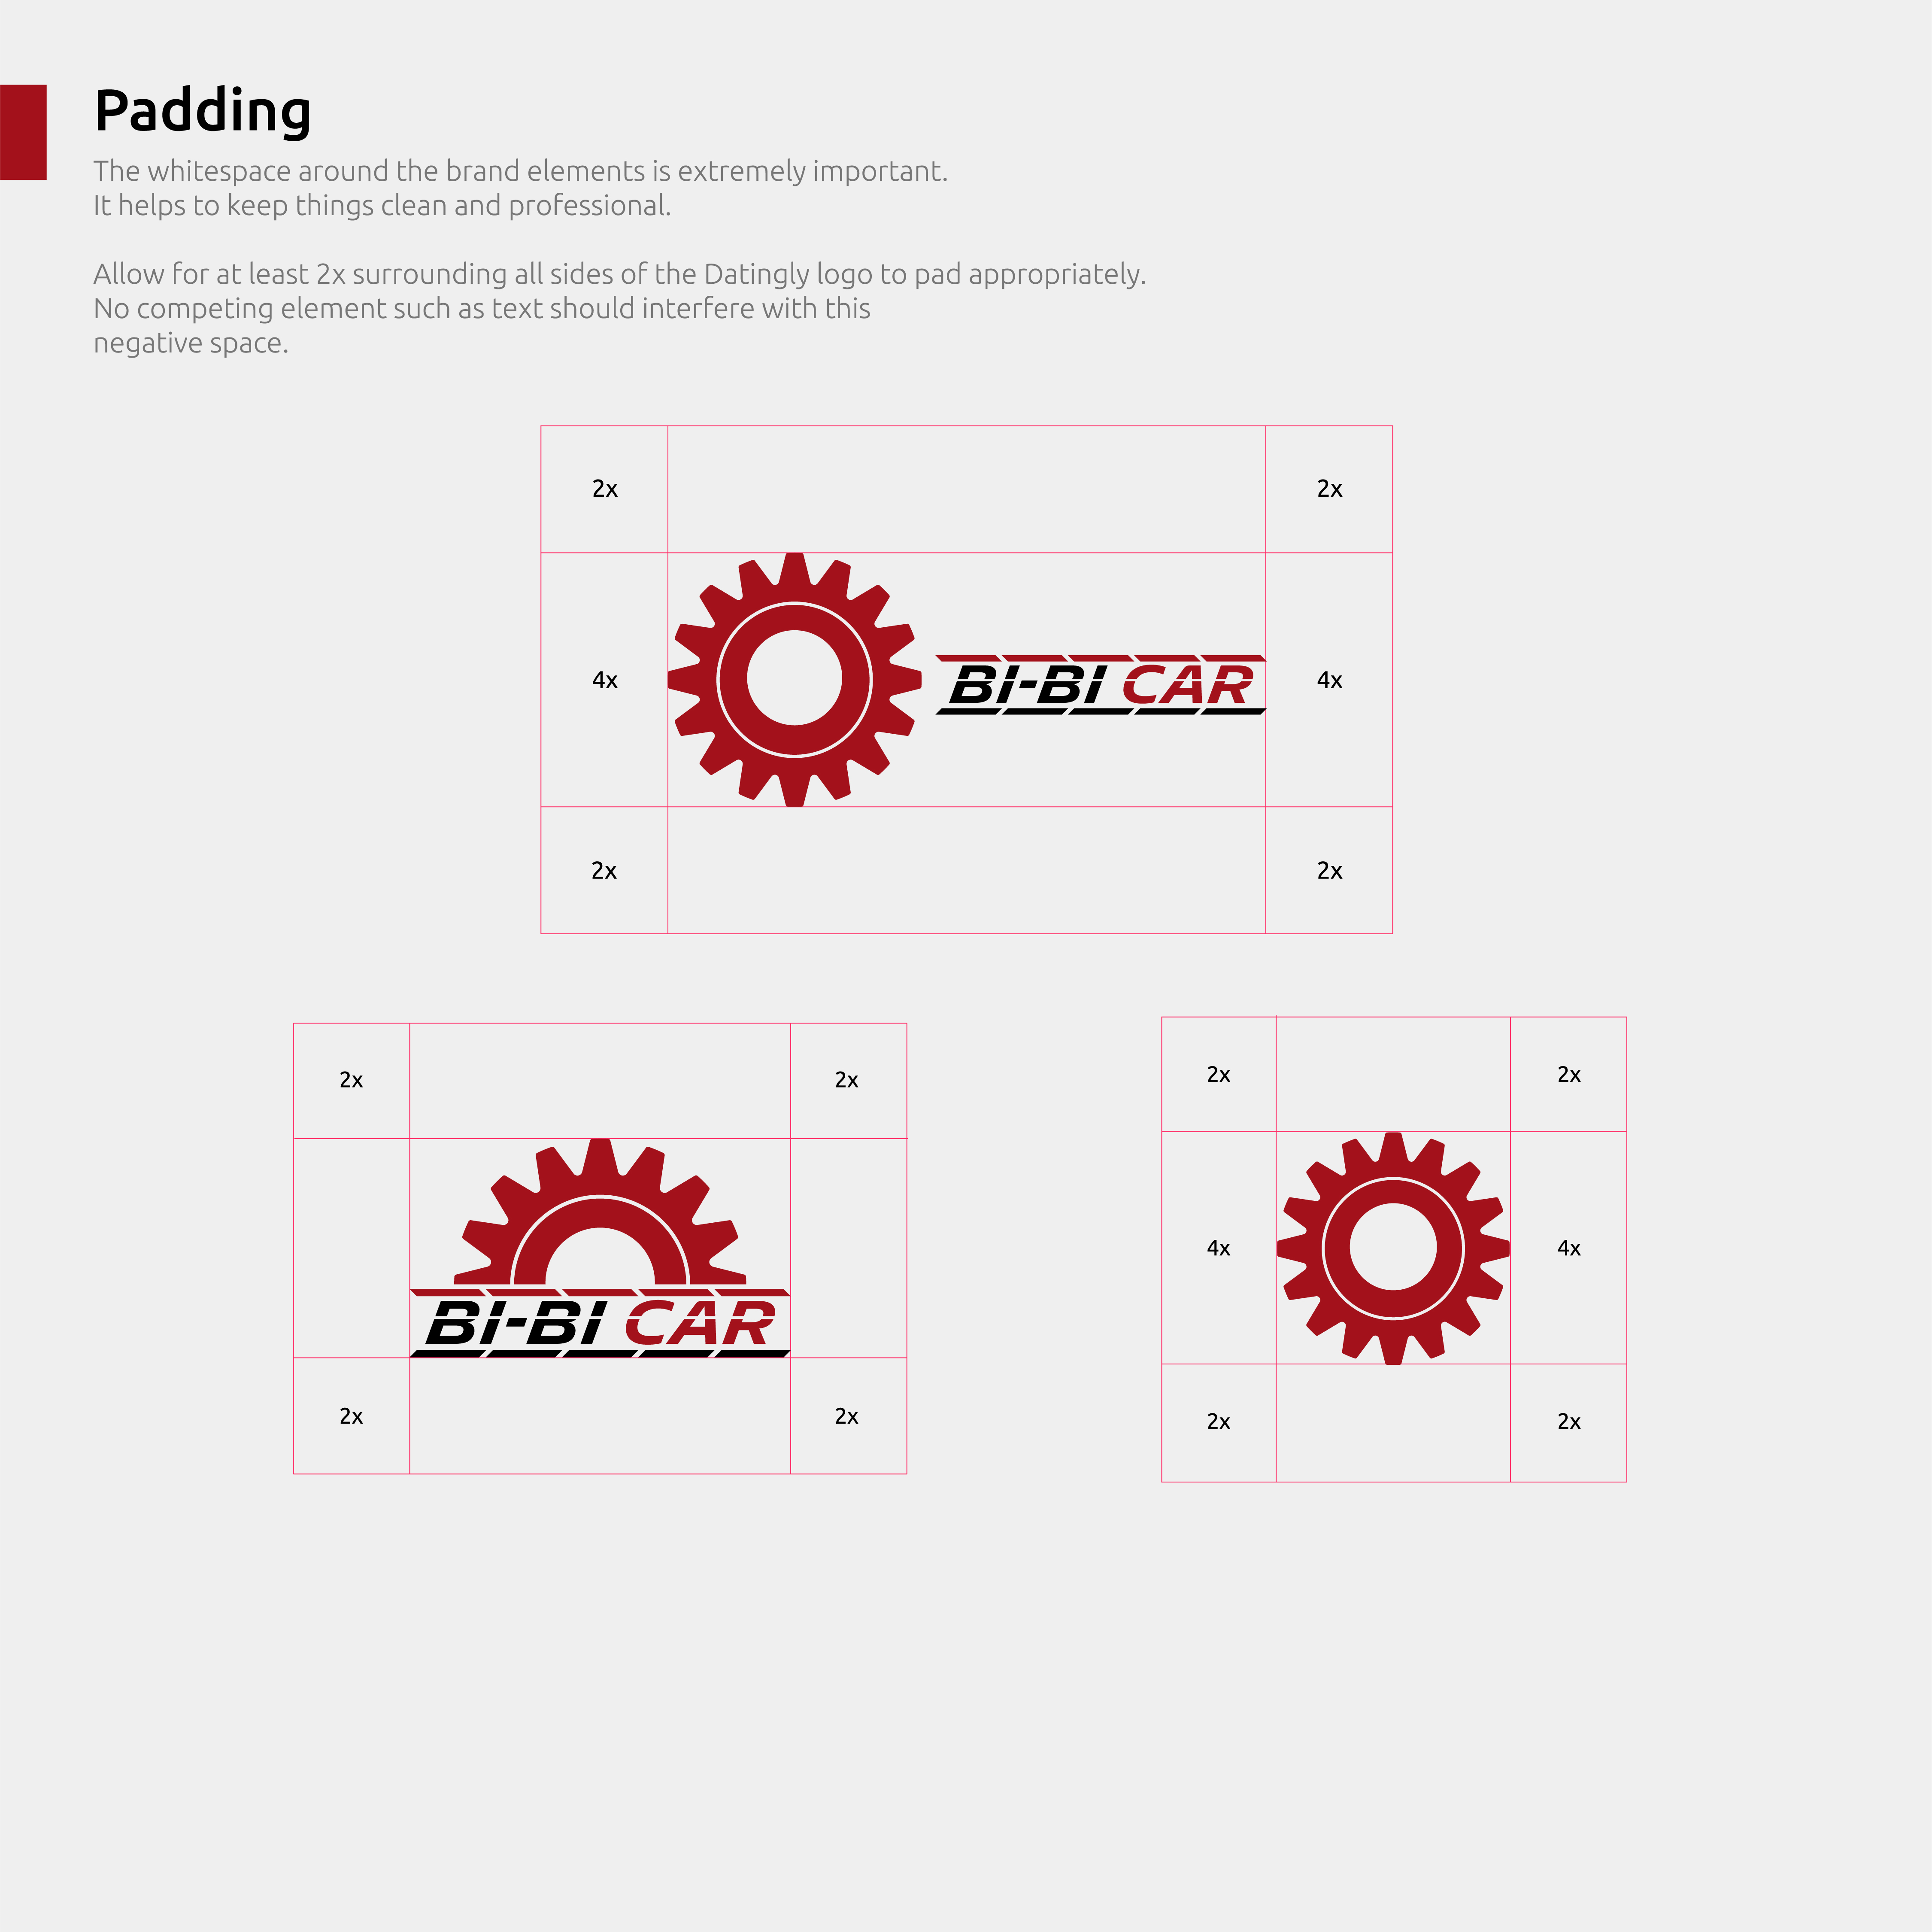 Padding
The whitespace around the brand elements is extremely important.
It helps to keep things clean and professional.
Allow for at least 2x surrounding all sides of the Datingly logo to pad appropriately.
No competing element such as text should interfere with this
negative space.
2x 2x
4x BI-BI CAR 4x
2x 2x
2x 2x
BI-BI CAR
2x 2x
2x 2x
4x 4x
2x 2x